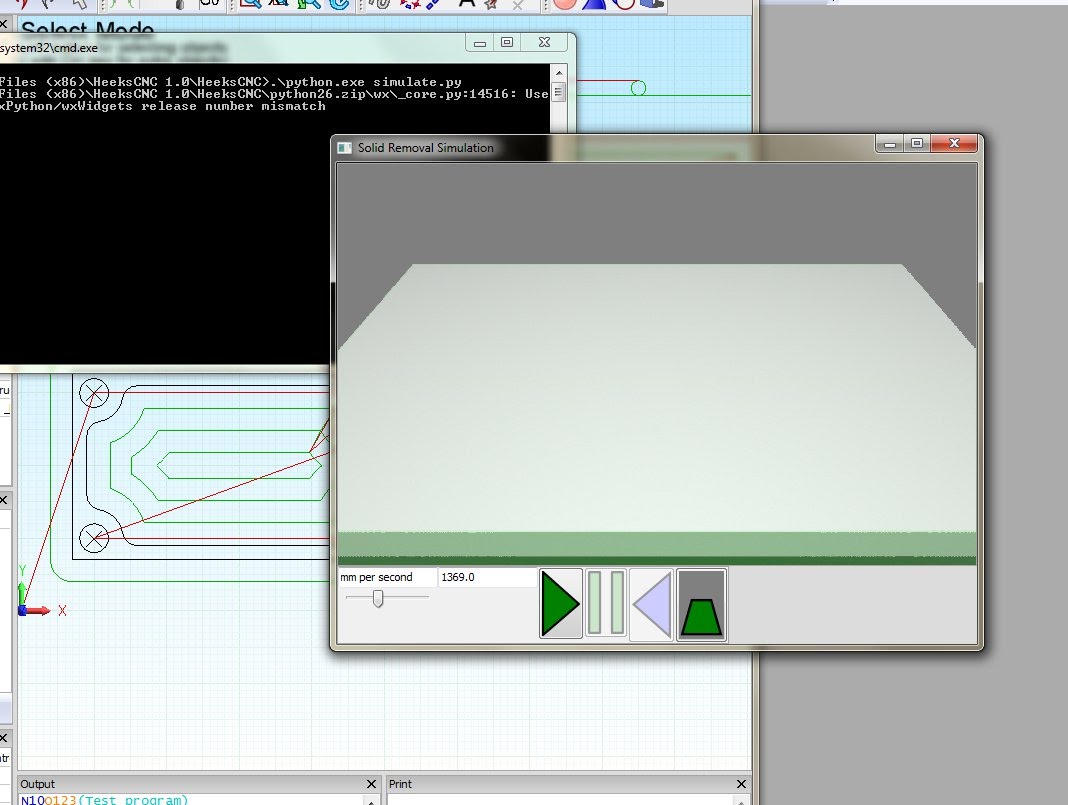 Select Mode
system32\cmd.exe
Files (x86)\HeeksCNC 1.0\HeeksCNC>.\python.exe simulate.py
Files (x86)\HeeksCNC 1.0\HeeksCNC\python26.zip\wx\_core.py:14516: Use
xPython/wxWidgets release number mismatch
Solid Removal Simulation
mm per second 1369.0
Y
X
Output
Print
N10O123(Test program)